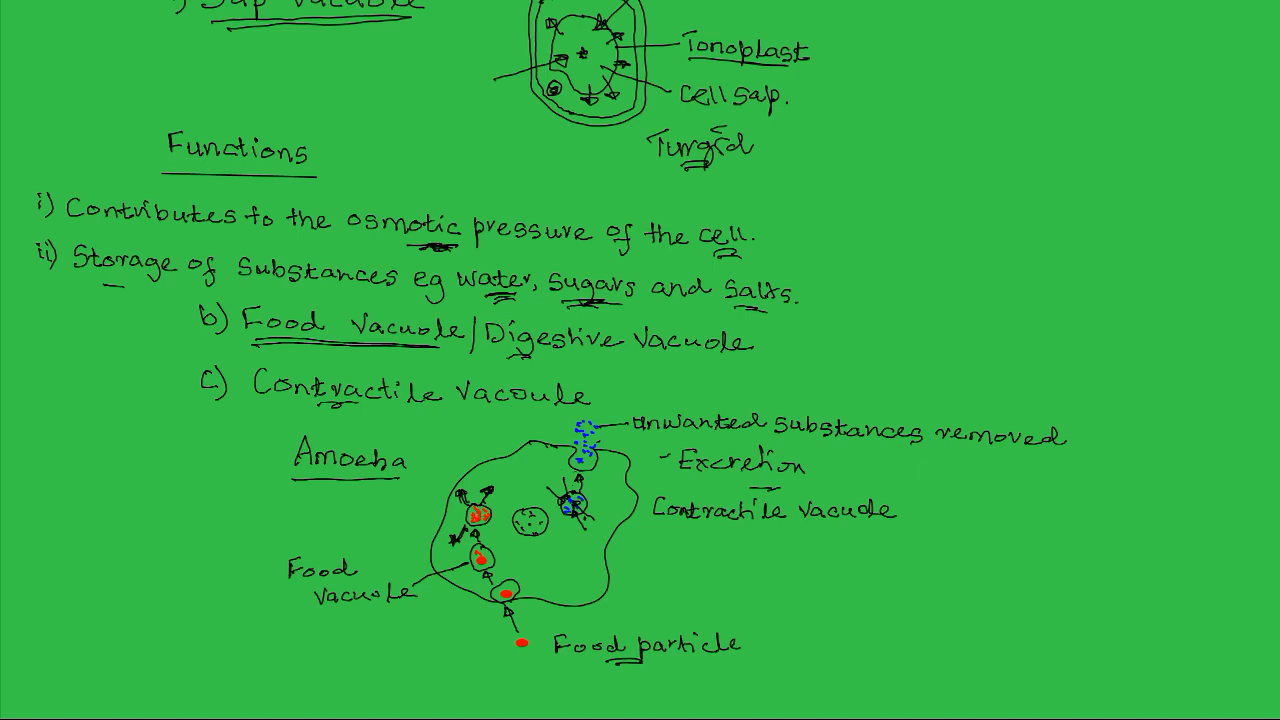 Sap Vacuole
Tonoplast
Cell sap.
Turgid
Functions
i) Contributes to the osmotic pressure of the cell.
ii) Storage of substances eg water, sugars and salts.
b) Food Vacuole/Digestive Vacuole
c) Contractile Vacoule
Amoeba
unwanted substances removed
- Excretion
Contractile vacuole
Food
vacuole
Food particle